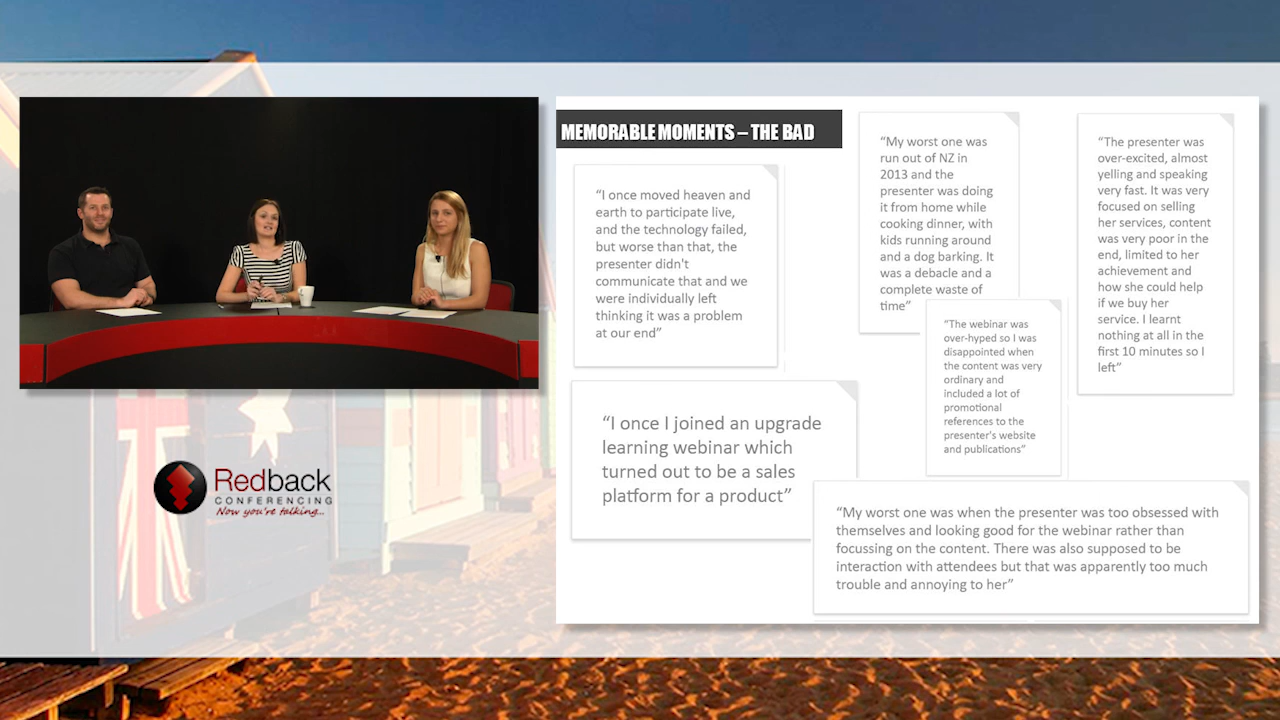 MEMORABLE MOMENTS – THE BAD
“I once moved heaven and
earth to participate live,
and the technology failed,
but worse than that, the
presenter didn't
communicate that and we
were individually left
thinking it was a problem
at our end”
“My worst one was
run out of NZ in
2013 and the
presenter was doing
it from home while
cooking dinner, with
kids running around
and a dog barking. It
was a debacle and a
complete waste of
time”
“The presenter was
over-excited, almost
yelling and speaking
very fast. It was very
focused on selling
her services, content
was very poor in the
end, limited to her
achievement and
how she could help
if we buy her
service. I learnt
nothing at all in the
first 10 minutes so I
left”
“The webinar was
over-hyped so I was
disappointed when
the content was very
ordinary and
included a lot of
promotional
references to the
presenter's website
and publications”
“I once I joined an upgrade
learning webinar which
turned out to be a sales
platform for a product”
“My worst one was when the presenter was too obsessed with
themselves and looking good for the webinar rather than
focussing on the content. There was also supposed to be
interaction with attendees but that was apparently too much
trouble and annoying to her”
Redback
CONFERENCING
Now you're talking...